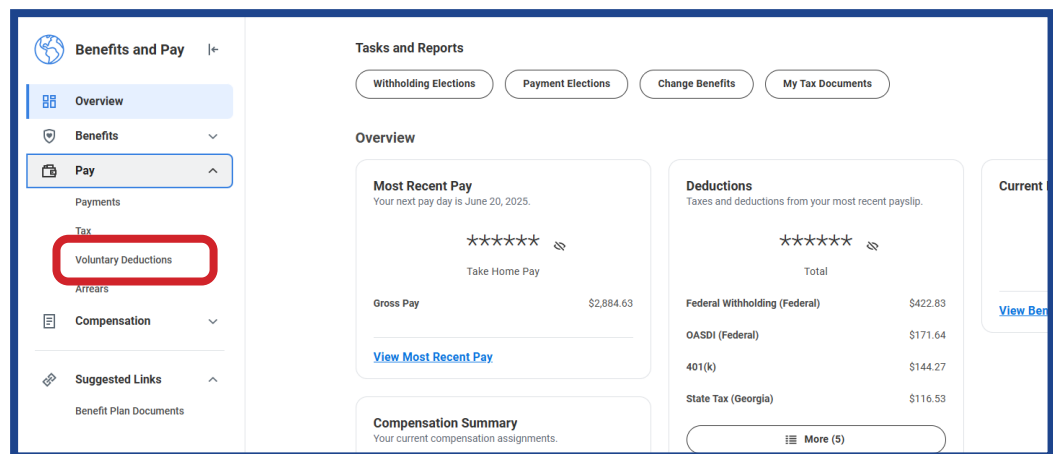 Benefits and Pay
Overview
Benefits
Pay
Payments
Tax
Voluntary Deductions
Arrears
Compensation
Suggested Links
Benefit Plan Documents
Tasks and Reports
Withholding Elections
Payment Elections
Change Benefits
My Tax Documents
Overview
Most Recent Pay
Your next pay day is June 20, 2025.
******
Take Home Pay
Gross Pay $2,884.63
View Most Recent Pay
Compensation Summary
Your current compensation assignments.
Deductions
Taxes and deductions from your most recent payslip.
******
Total
Federal Withholding (Federal) $422.83
OASDI (Federal) $171.64
401(k) $144.27
State Tax (Georgia) $116.53
More (5)
Current
View Ben